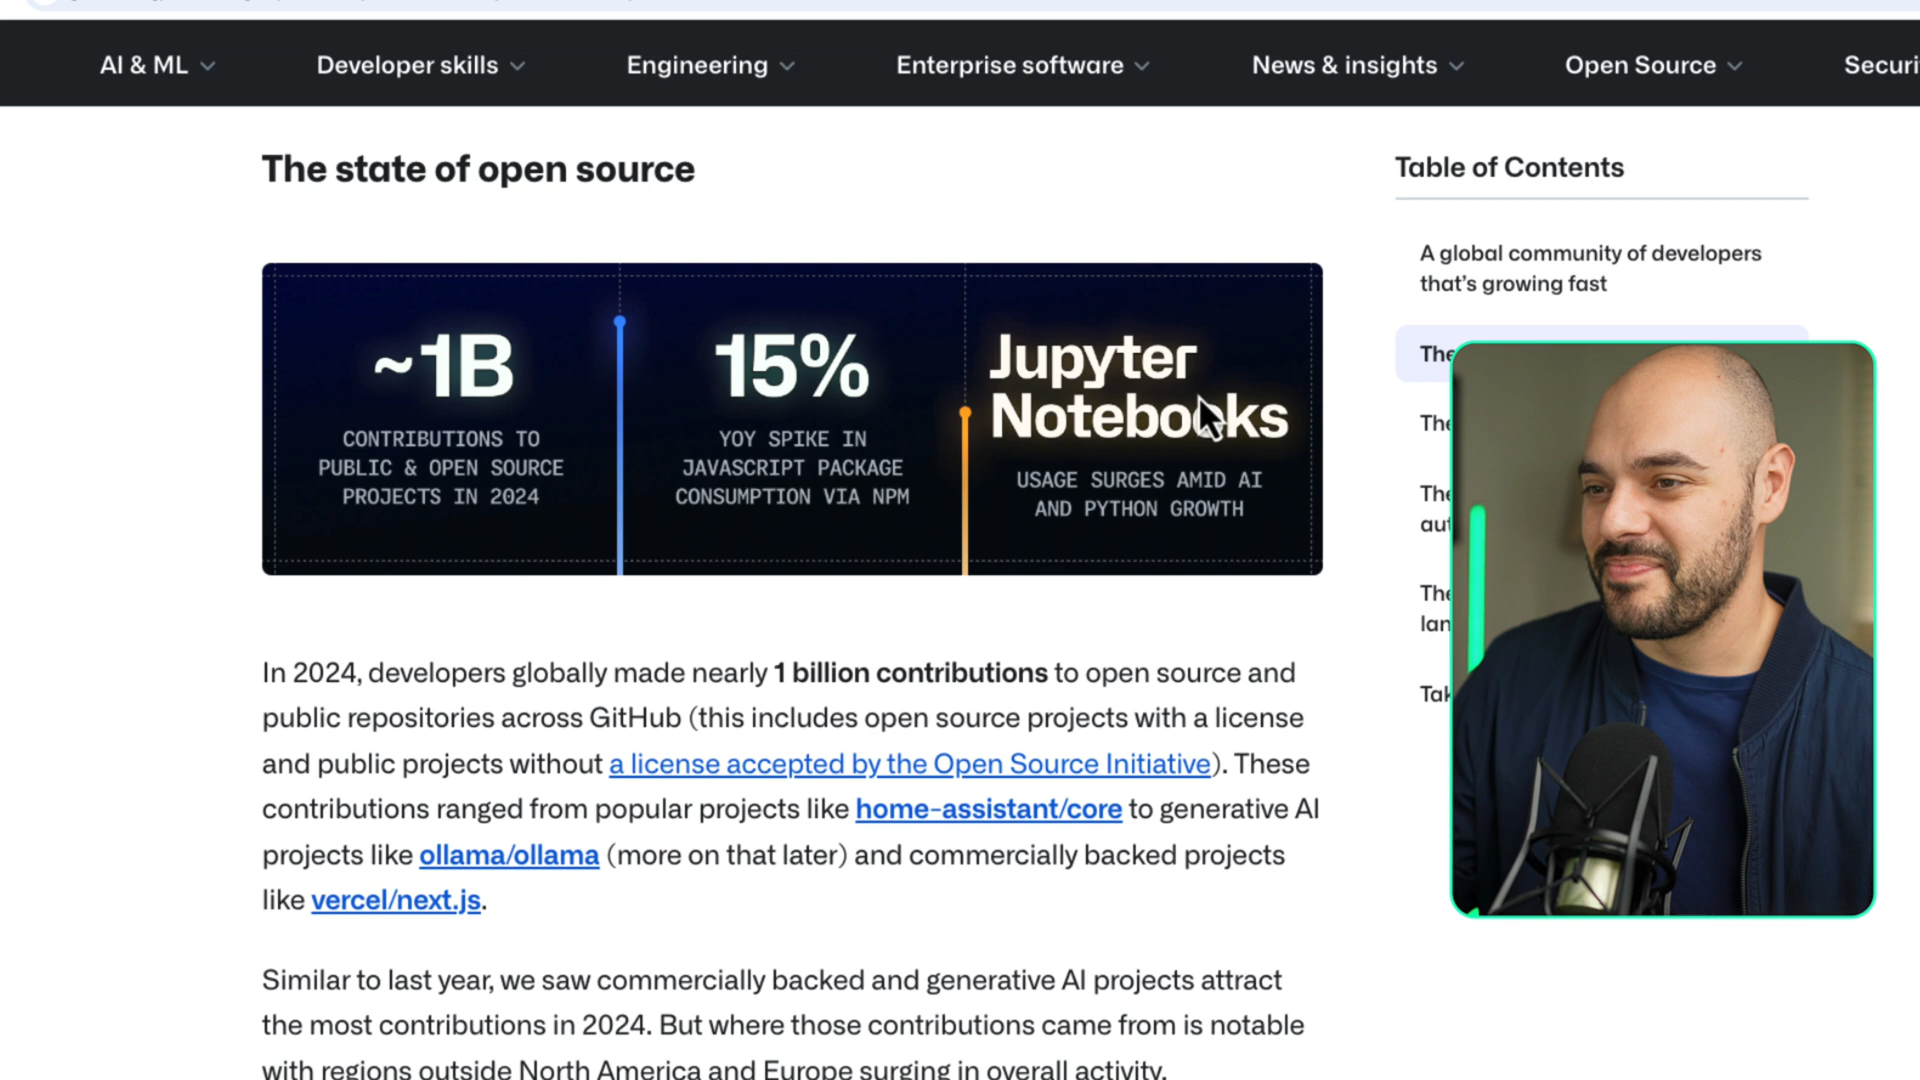 AI & ML
Developer skills
Engineering
Enterprise software
News & insights
Open Source
The state of open source
~1B
CONTRIBUTIONS TO
PUBLIC & OPEN SOURCE
PROJECTS IN 2024
15%
YOY SPIKE IN
JAVASCRIPT PACKAGE
CONSUMPTION VIA NPM
Jupyter
Notebooks
USAGE SURGES AMID AI
AND PYTHON GROWTH
In 2024, developers globally made nearly 1 billion contributions to open source and
public repositories across GitHub (this includes open source projects with a license
and public projects without a license accepted by the Open Source Initiative). These
contributions ranged from popular projects like home-assistant/core to generative AI
projects like ollama/ollama (more on that later) and commercially backed projects
like vercel/next.js.
Similar to last year, we saw commercially backed and generative AI projects attract
the most contributions in 2024. But where those contributions came from is notable
with regions outside North America and Europe surging in overall activity.
Table of Contents
A global community of developers
that's growing fast
The
The
The
The